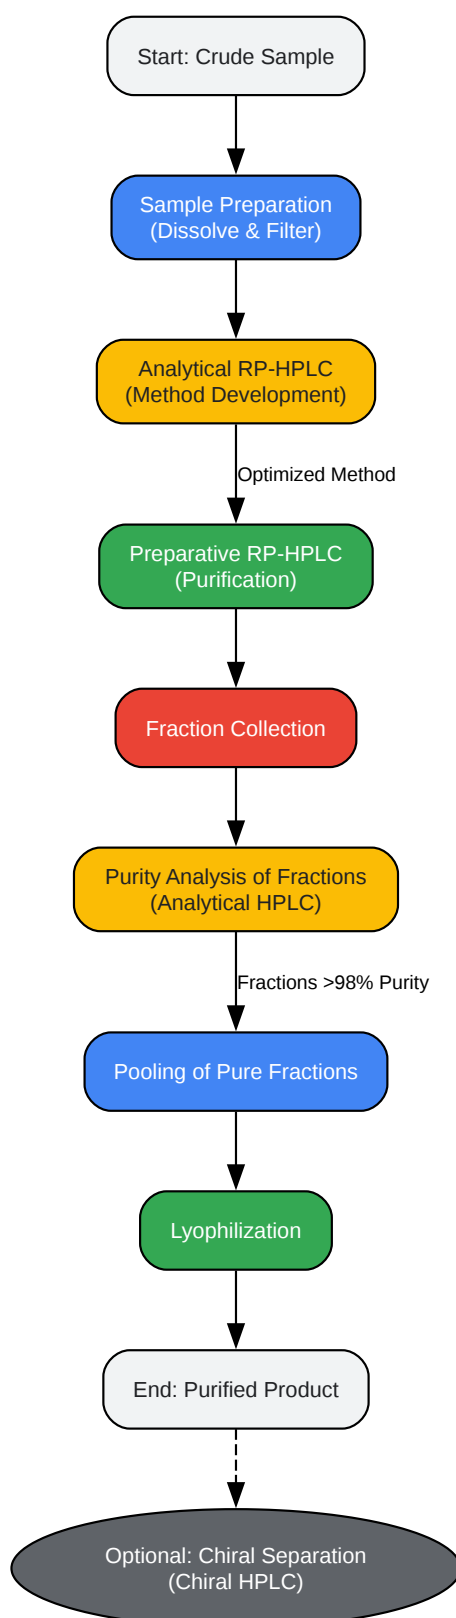 Start: Crude Sample
Sample Preparation
(Dissolve & Filter)
Analytical RP-HPLC
(Method Development)
Optimized Method
Preparative RP-HPLC
(Purification)
Fraction Collection
Purity Analysis of Fractions
(Analytical HPLC)
Fractions >98% Purity
Pooling of Pure Fractions
Lyophilization
End: Purified Product
Optional: Chiral Separation
(Chiral HPLC)